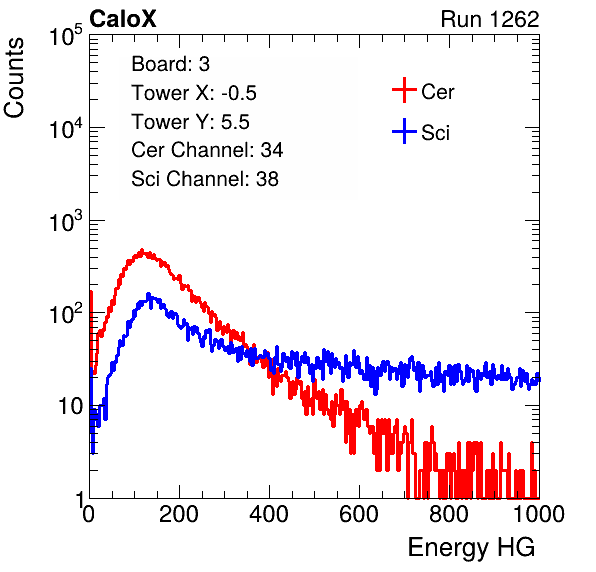 CaloX Run 1262
Counts
10^5
10^4
10^3
10^2
10
1
Board: 3
Tower X: -0.5
Tower Y: 5.5
Cer Channel: 34
Sci Channel: 38
Cer
Sci
0 200 400 600 800 1000
Energy HG